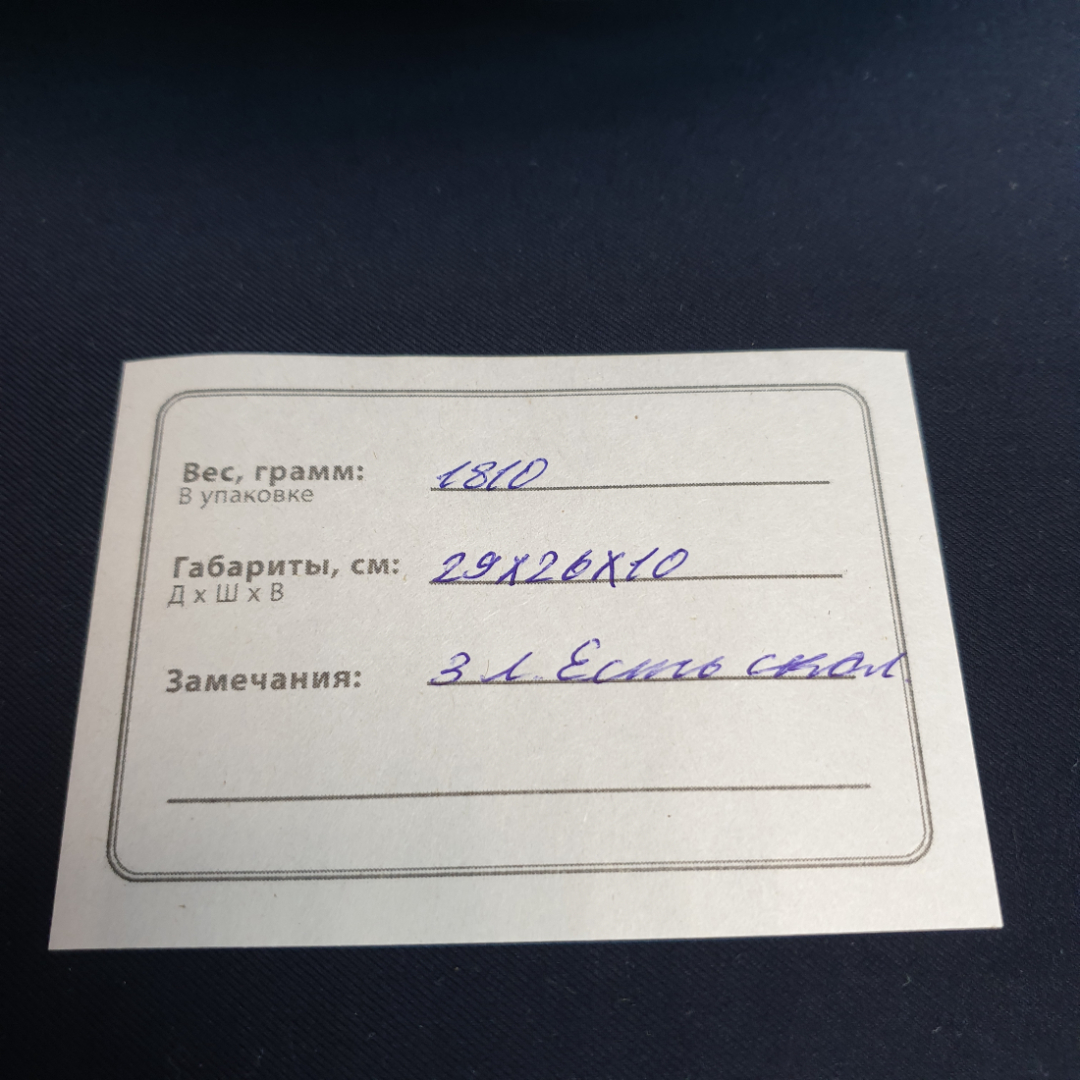 Вес, грамм: 1810
В упаковке
Габариты, см: 29х26х10
Д х Ш х В
Замечания: 3 л. Есть скол.